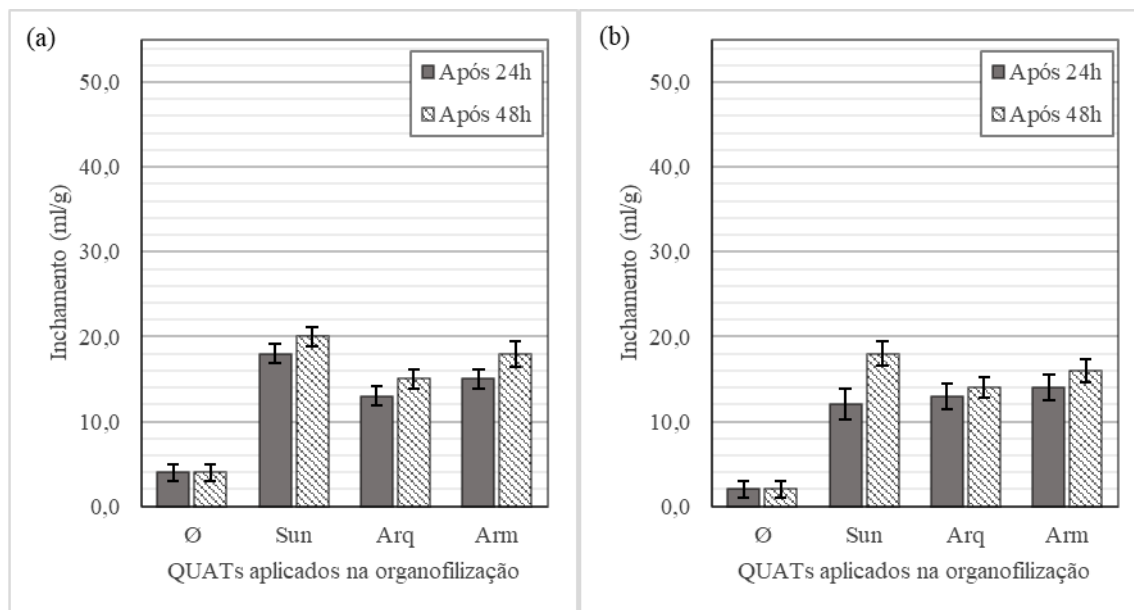 (a)
Após 24h
Após 48h
50,0
40,0
30,0
20,0
10,0
0,0
Inchamento (ml/g)
Ø Sun Arq Arm
QUATs aplicados na organofilização
(b)
Após 24h
Após 48h
50,0
40,0
30,0
20,0
10,0
0,0
Inchamento (ml/g)
Ø Sun Arq Arm
QUATs aplicados na organofilização